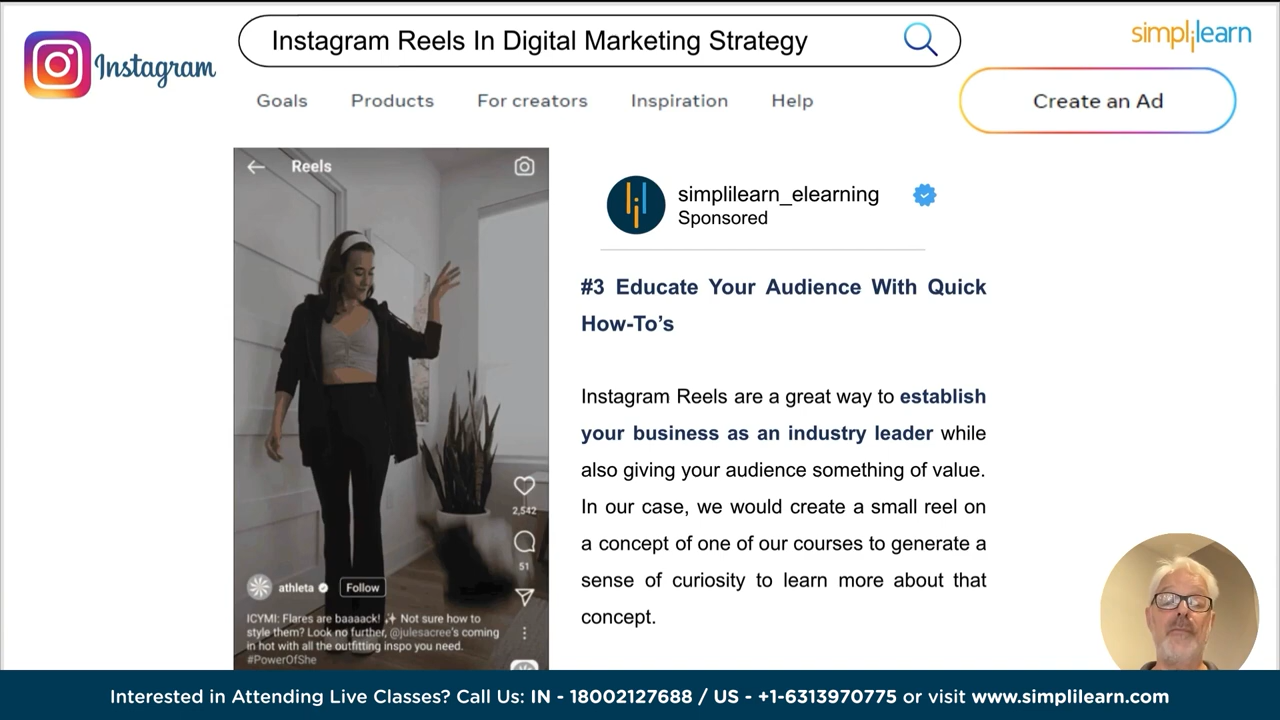 Instagram
Instagram Reels In Digital Marketing Strategy
simplilearn
Goals Products For creators Inspiration Help
Create an Ad
Reels
simplilearn_elearning
Sponsored
#3 Educate Your Audience With Quick
How-To's
Instagram Reels are a great way to establish
your business as an industry leader while
also giving your audience something of value.
In our case, we would create a small reel on
a concept of one of our courses to generate a
sense of curiosity to learn more about that
concept.
2,542
51
athleta Follow
ICYMI: Flares are baaaack! ✨ Not sure how to
style them? Look no further, @julesacree's coming
in hot with all the outfitting inspo you need.
#PowerOfShe
Interested in Attending Live Classes? Call Us: IN - 18002127688 / US - +1-6313970775 or visit www.simplilearn.com